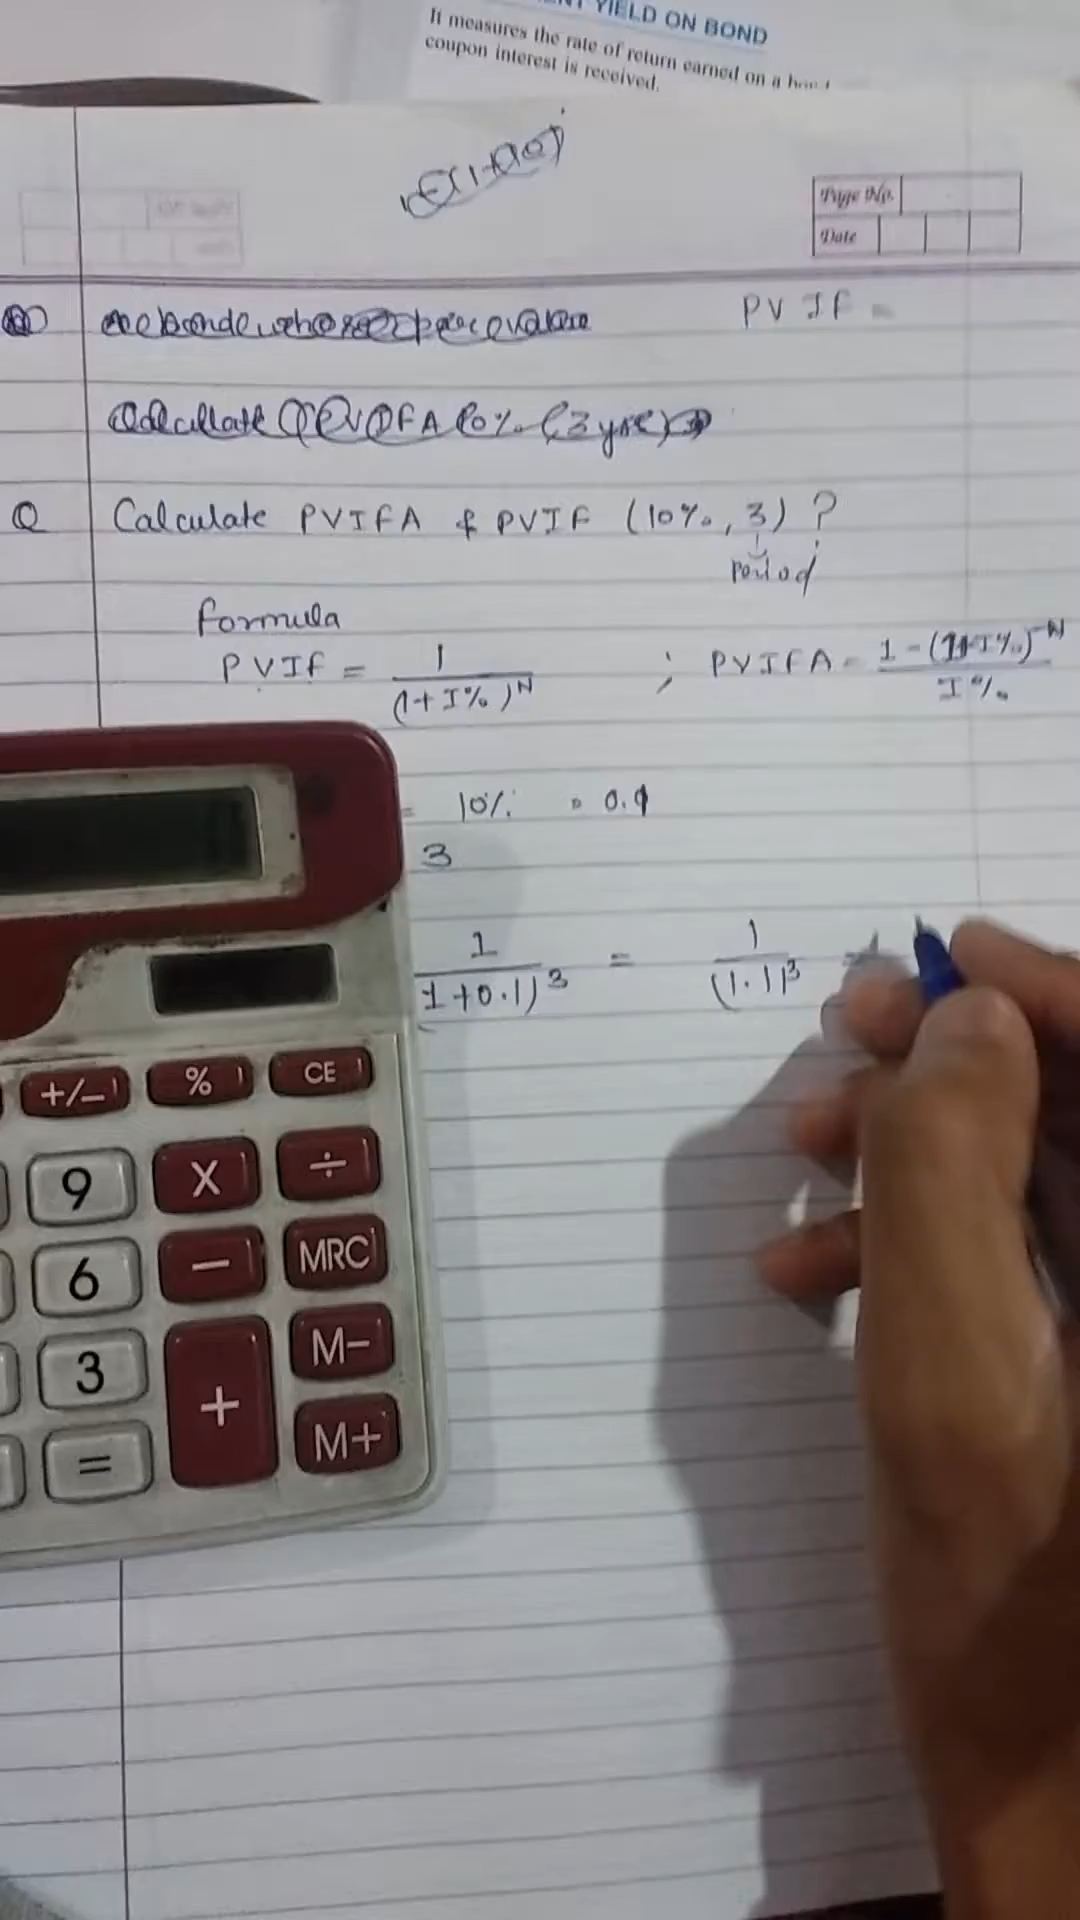 YIELD ON BOND
It measures the rate of return earned on a
coupon interest is received.
Page No.
Date
PVIF =
Q Calculate PVIFA & PVIF (10%, 3) ?
Period
formula
PVIF = 1 / (1+I%)^N ; PVIFA = 1-(1+I%)^-N / I%
= 10% = 0.1
3
1 / 1+0.1)^3 = 1 / (1.1)^3 =
+/- % CE
9 X ÷
6 - MRC
3 + M-
= M+